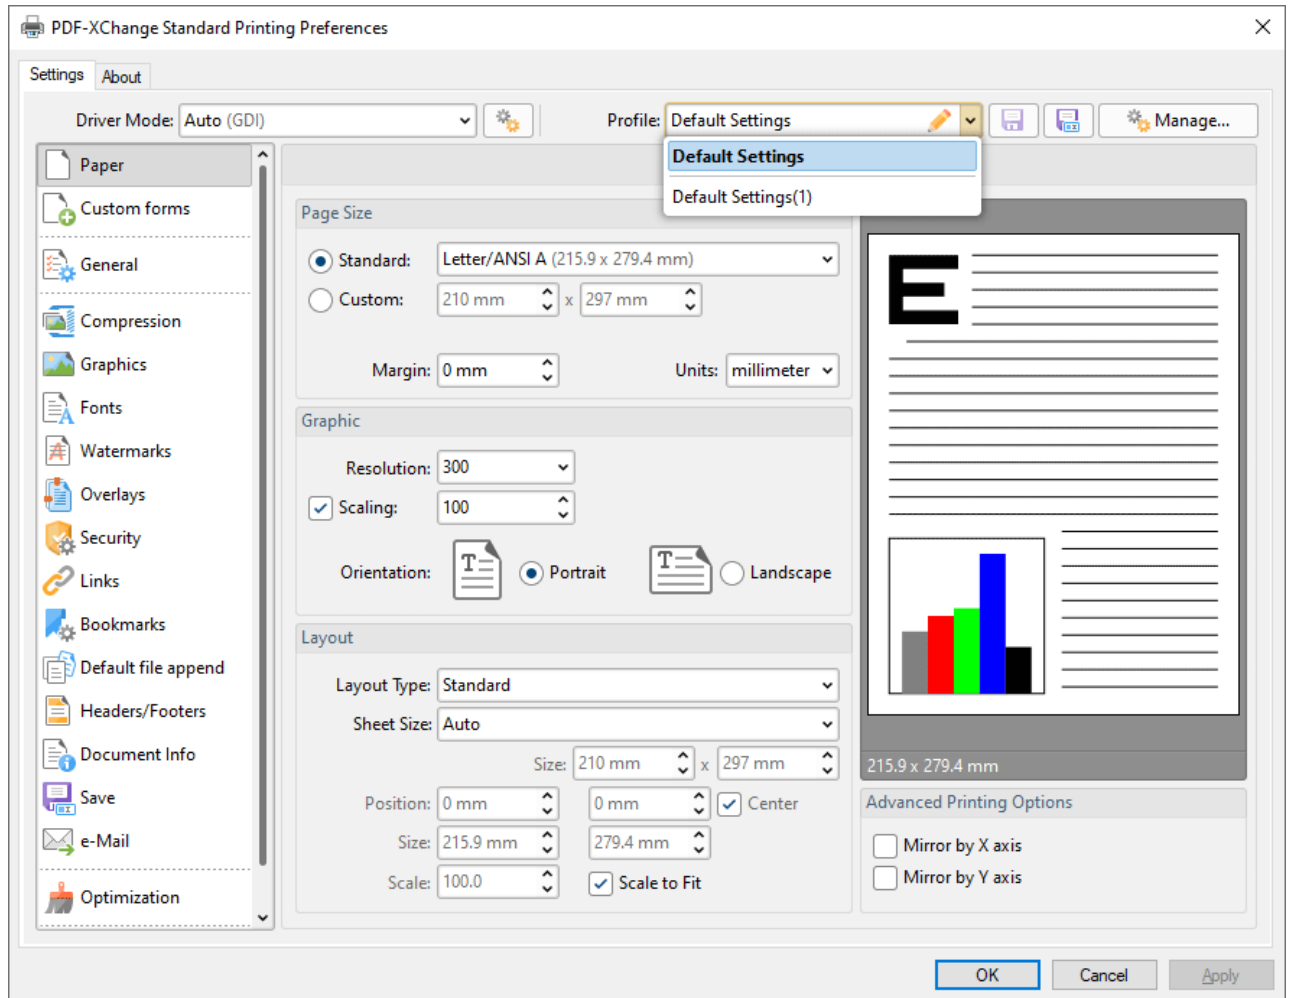 PDF-XChange Standard Printing Preferences
Settings About
Driver Mode: Auto (GDI) Profile: Default Settings Manage...
Default Settings
Default Settings(1)
Paper
Custom forms
General
Compression
Graphics
Fonts
Watermarks
Overlays
Security
Links
Bookmarks
Default file append
Headers/Footers
Document Info
Save
e-Mail
Optimization
Page Size
Standard: Letter/ANSI A (215.9 x 279.4 mm)
Custom: 210 mm x 297 mm
Margin: 0 mm Units: millimeter
Graphic
Resolution: 300
Scaling: 100
Orientation: T Portrait T Landscape
Layout
Layout Type: Standard
Sheet Size: Auto
Size: 210 mm x 297 mm
Position: 0 mm 0 mm Center
Size: 215.9 mm 279.4 mm
Scale: 100.0 Scale to Fit
E
215.9 x 279.4 mm
Advanced Printing Options
Mirror by X axis
Mirror by Y axis
OK Cancel Apply